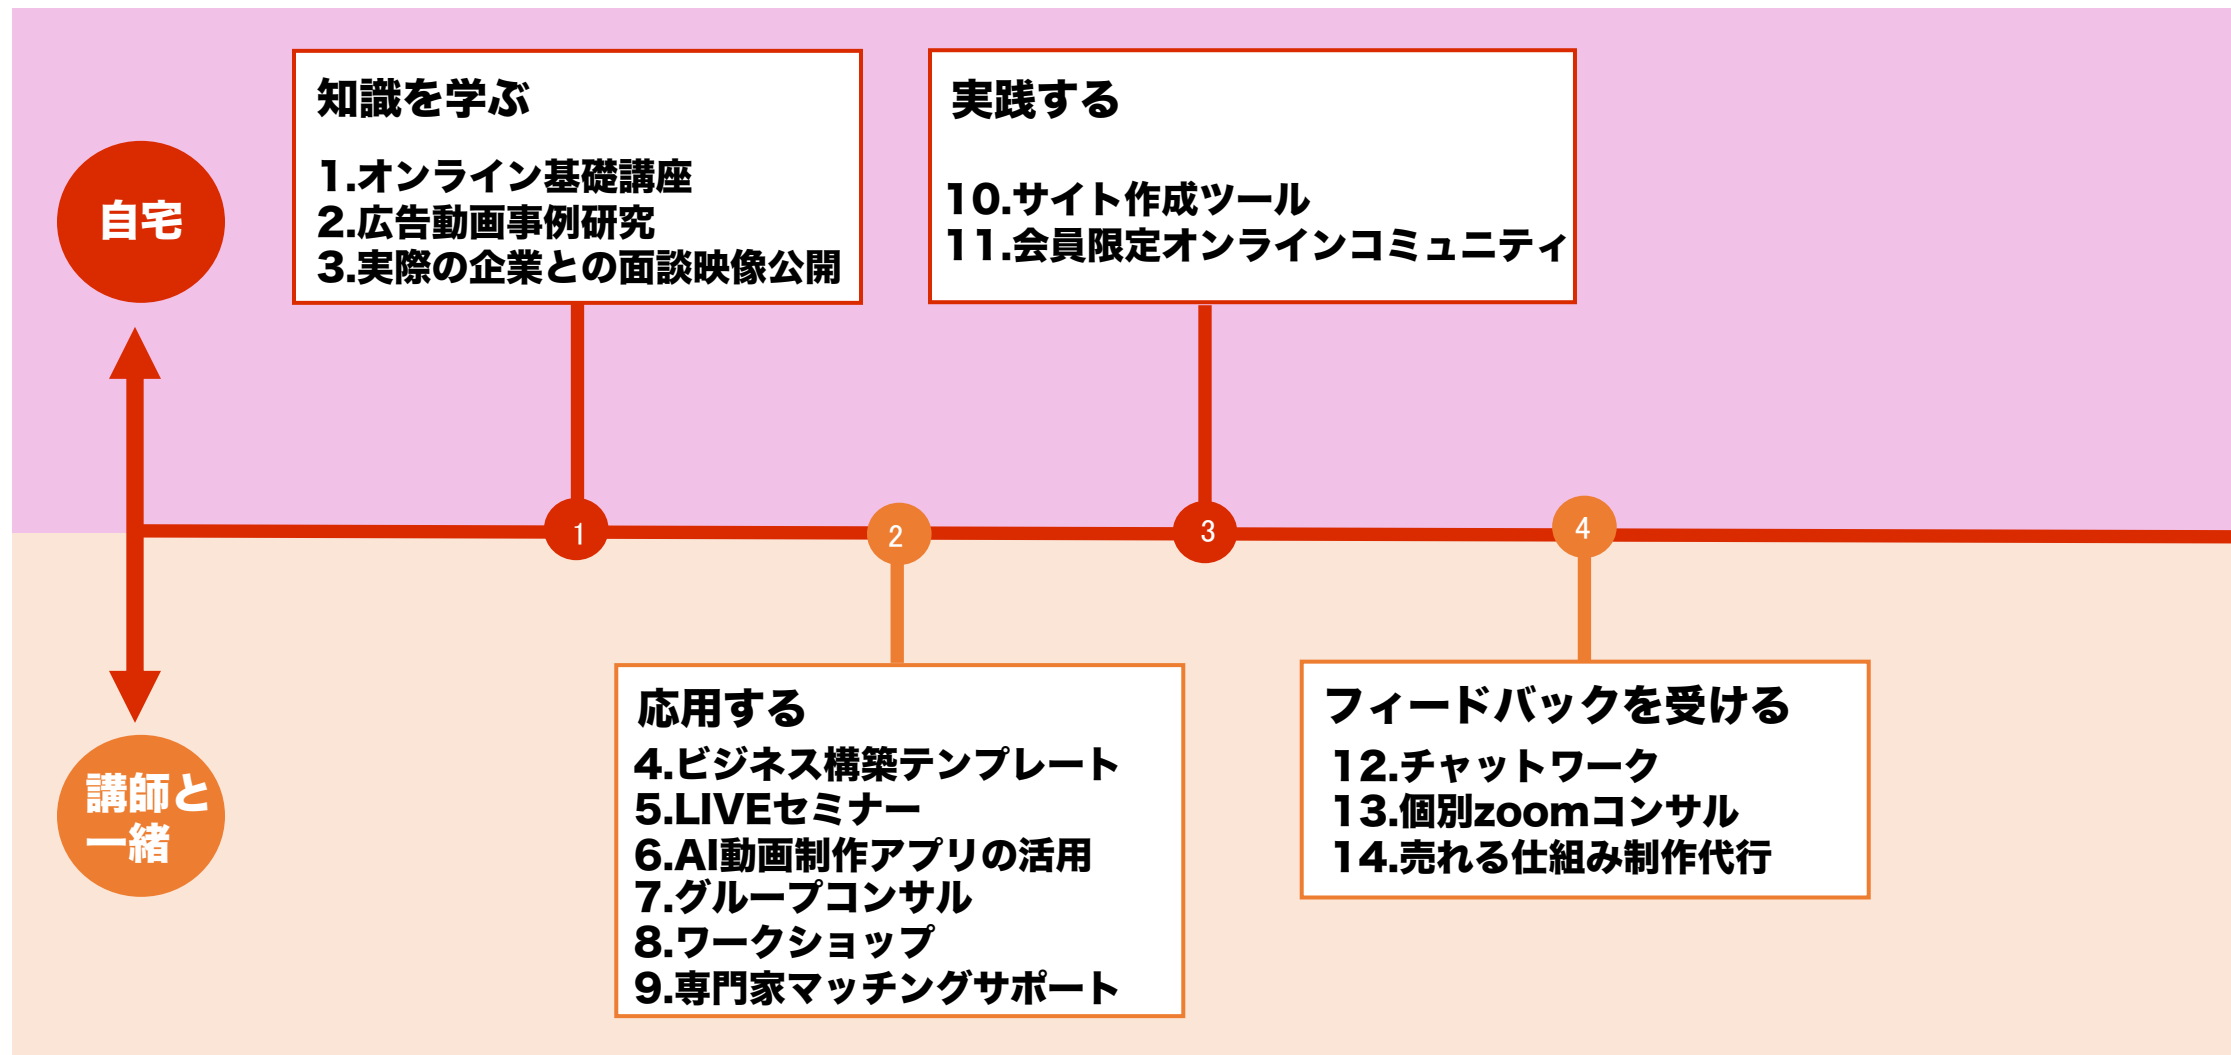 自宅
知識を学ぶ
1.オンライン基礎講座
2.広告動画事例研究
3.実際の企業との面談映像公開
実践する
10.サイト作成ツール
11.会員限定オンラインコミュニティ
1
2
3
4
講師と
一緒
応用する
4.ビジネス構築テンプレート
5.LIVEセミナー
6.AI動画制作アプリの活用
7.グループコンサル
8.ワークショップ
9.専門家マッチングサポート
フィードバックを受ける
12.チャットワーク
13.個別zoomコンサル
14.売れる仕組み制作代行